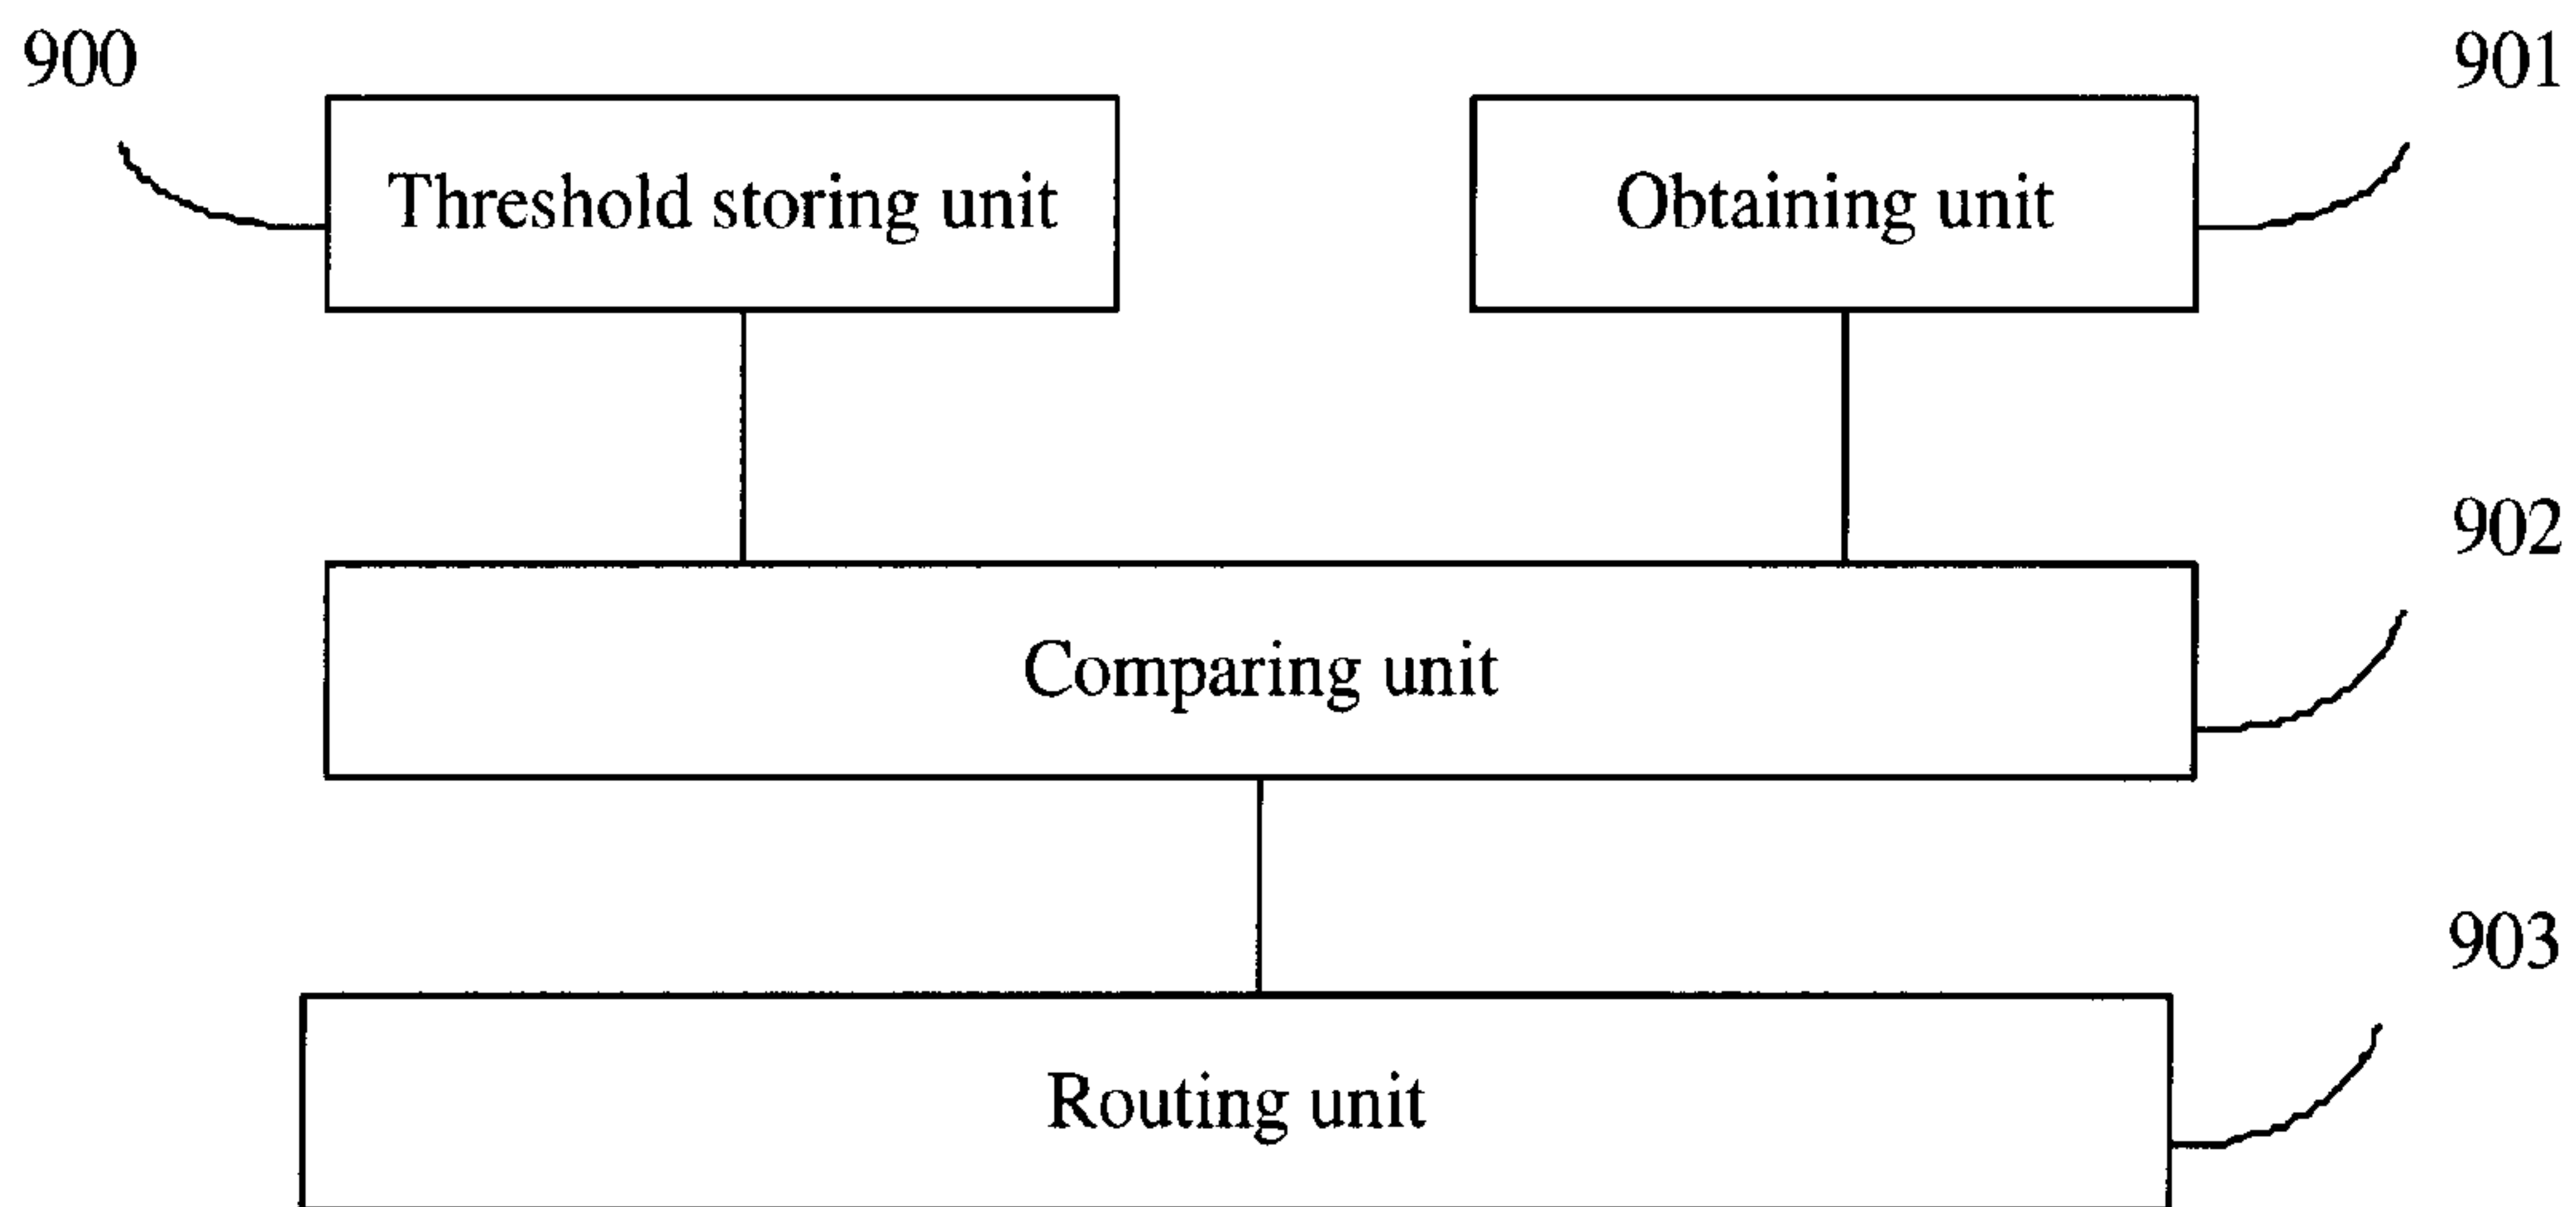 900
901
Threshold storing unit
Obtaining unit
902
Comparing unit
903
Routing unit